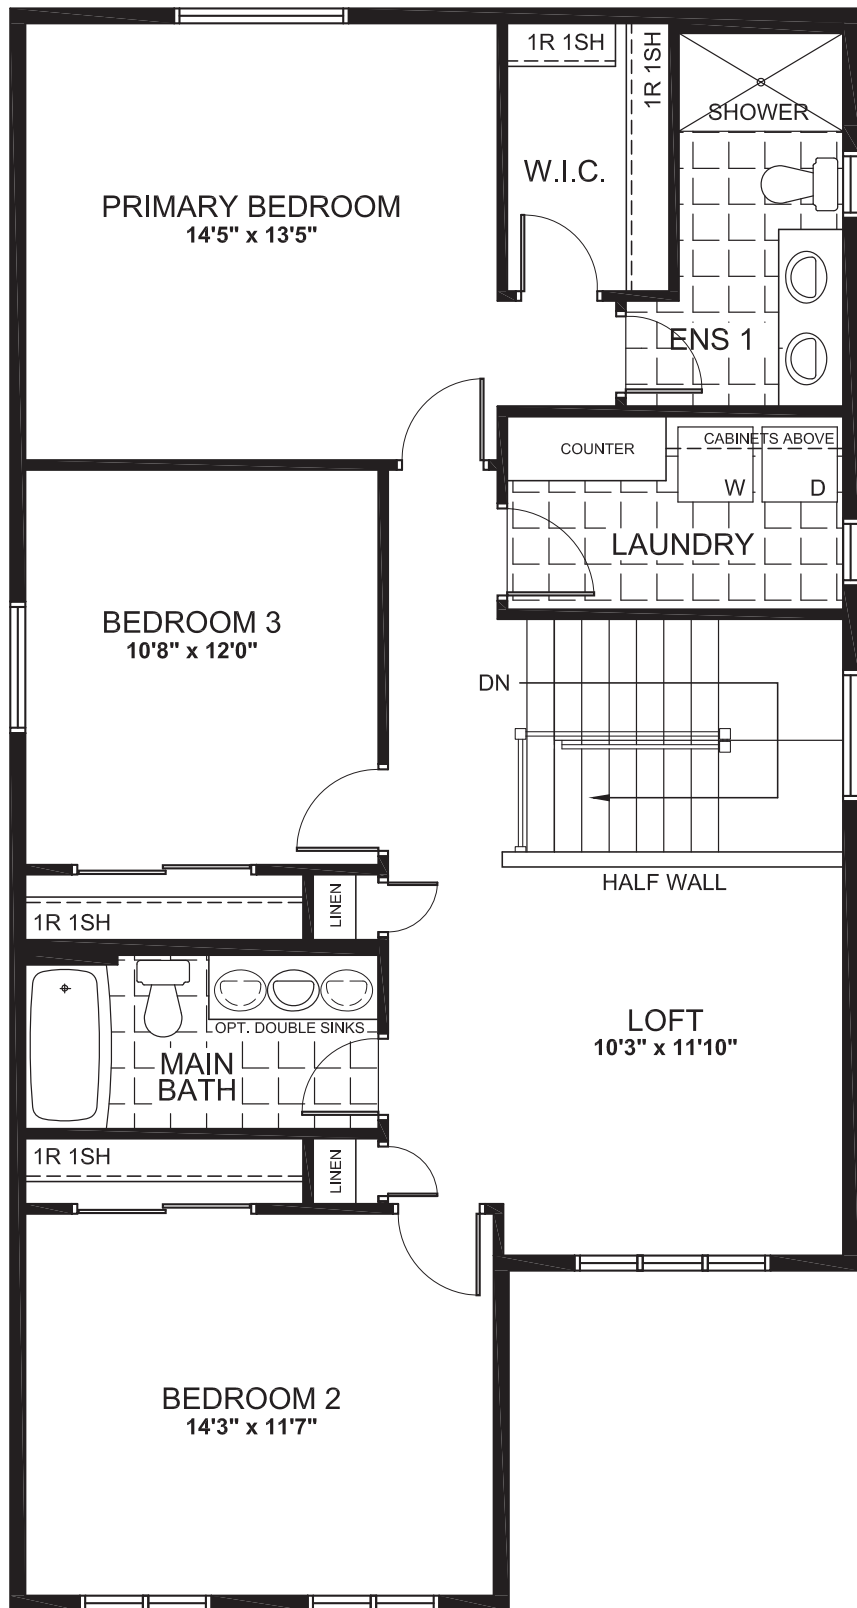 1R 1SH
1R 1SH
SHOWER
W.I.C.
PRIMARY BEDROOM
14'5" x 13'5"
ENS 1
COUNTER
CABINETS ABOVE
W
D
LAUNDRY
BEDROOM 3
10'8" x 12'0"
DN
HALF WALL
1R 1SH
LINEN
OPT. DOUBLE SINKS
MAIN
BATH
LOFT
10'3" x 11'10"
1R 1SH
LINEN
BEDROOM 2
14'3" x 11'7"